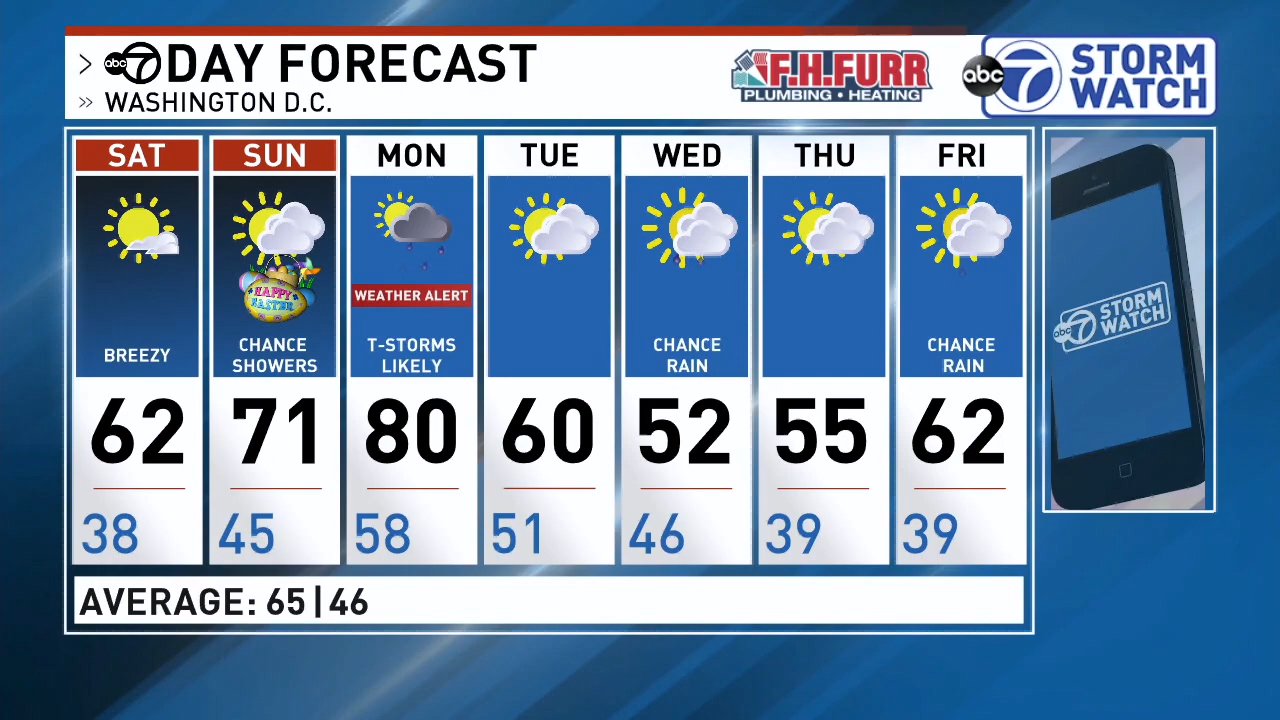 > abc 7 DAY FORECAST
» WASHINGTON D.C.
F.H. FURR
PLUMBING • HEATING
abc 7 STORM
WATCH
SAT
BREEZY
62
38
SUN
HAPPY
EASTER
CHANCE
SHOWERS
71
45
MON
WEATHER ALERT
T-STORMS
LIKELY
80
58
TUE
60
51
WED
CHANCE
RAIN
52
46
THU
55
39
FRI
CHANCE
RAIN
62
39
abc 7 STORM
WATCH
AVERAGE: 65|46